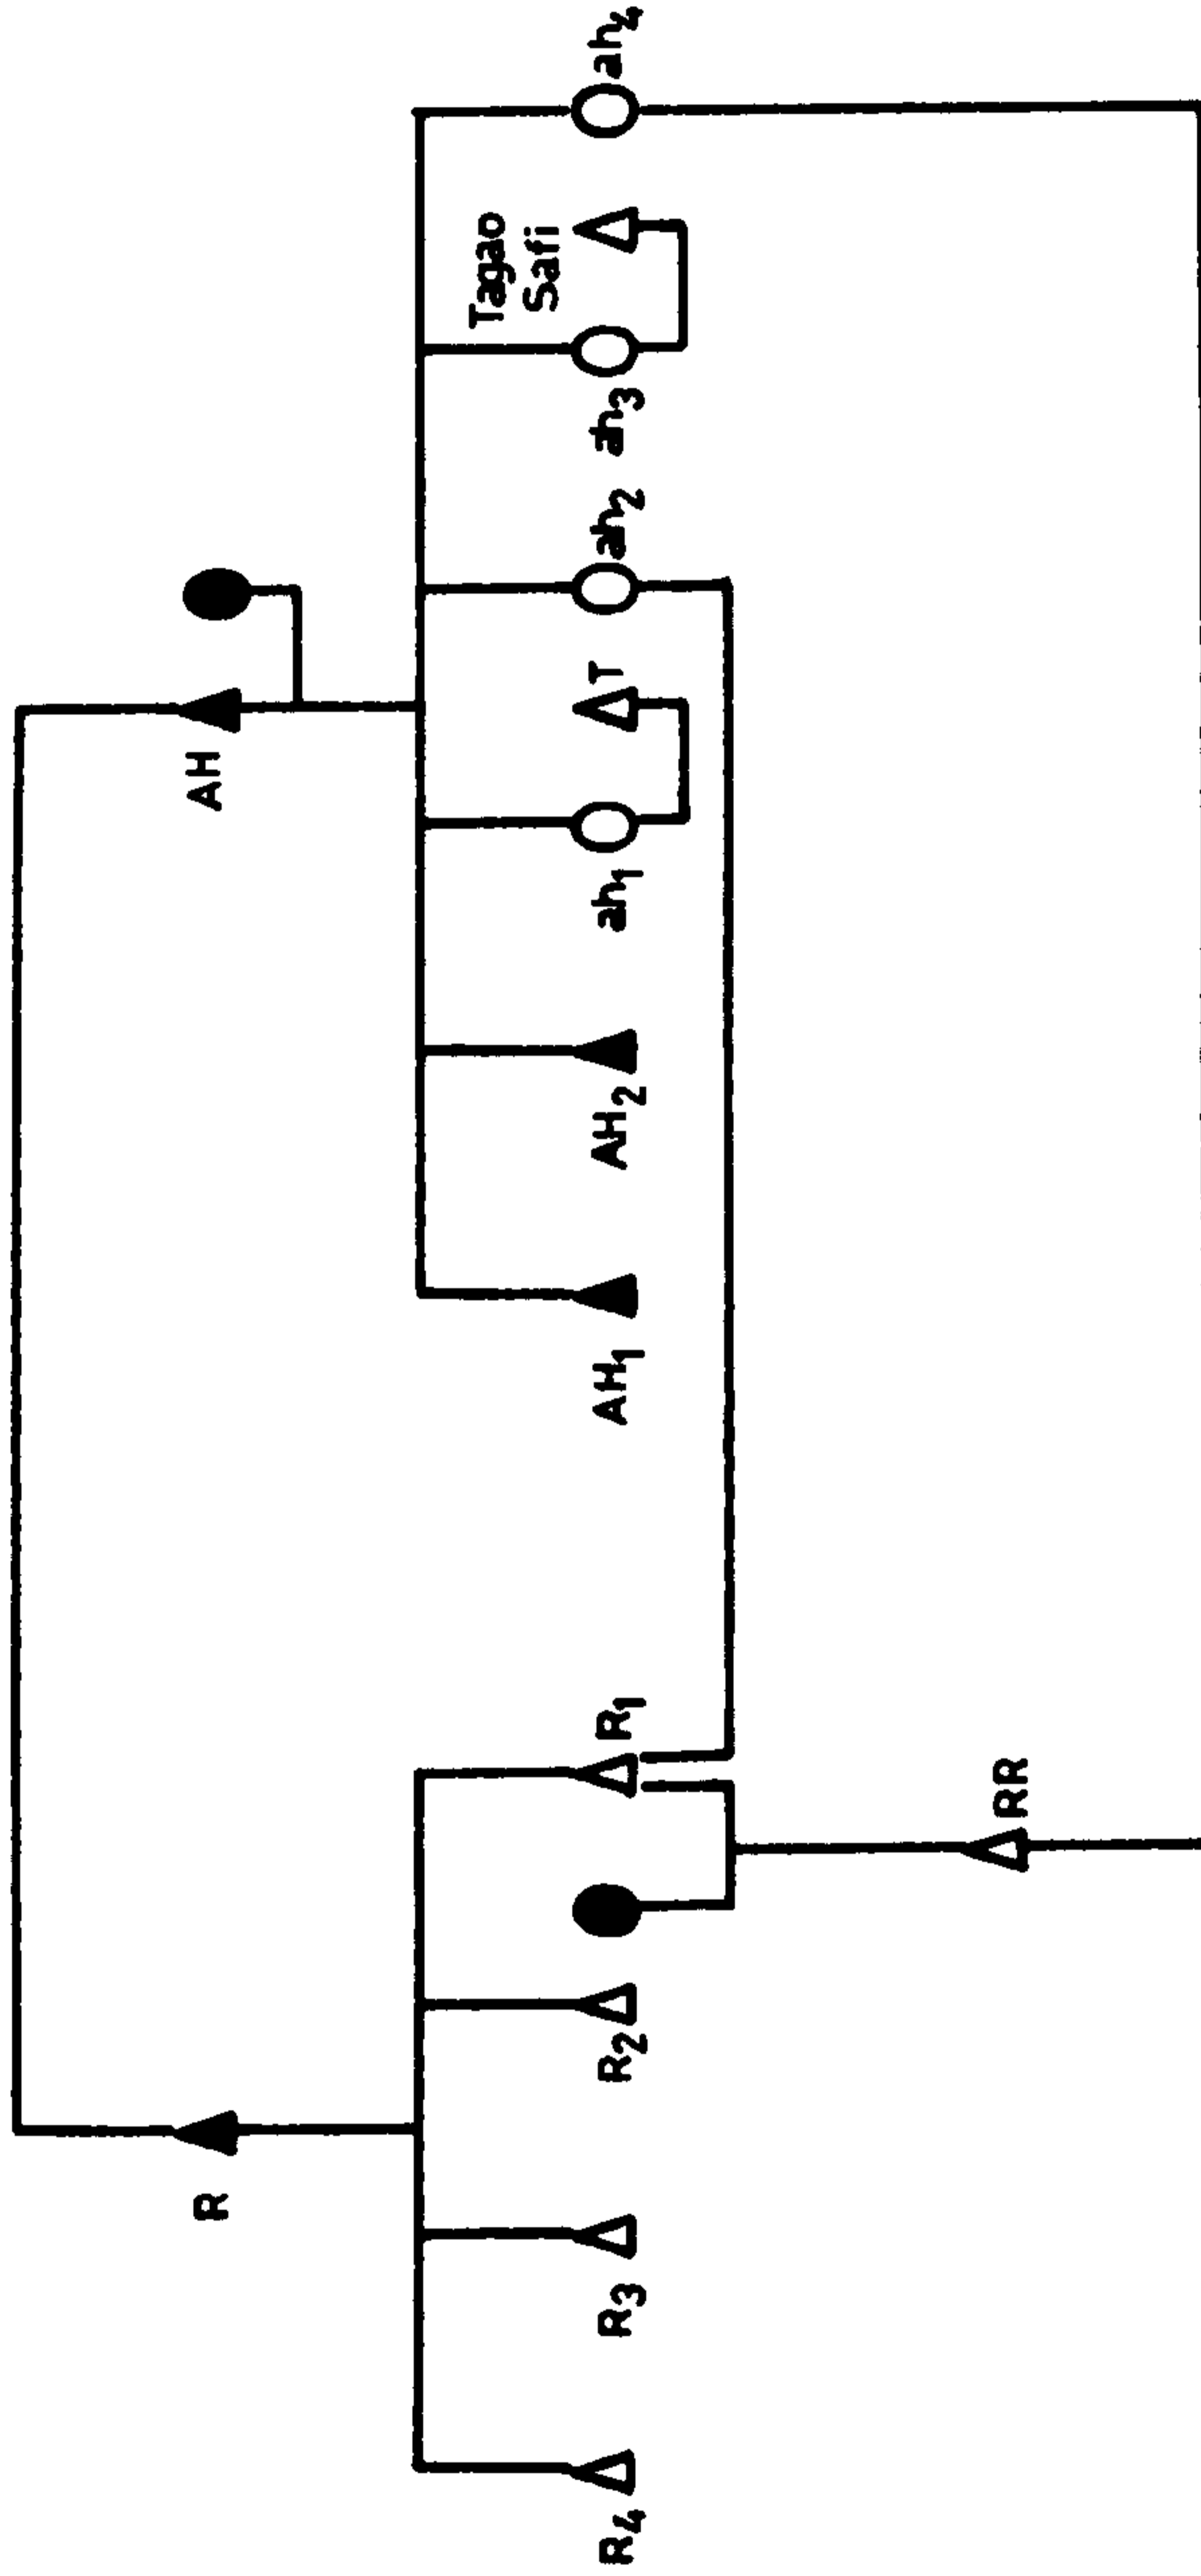 R
AH
R₄
R₃
R₂
R₁
AH₁
AH₂
ah₁
T
ah₂
ah₃
Tagao
Safi
ah₄
RR